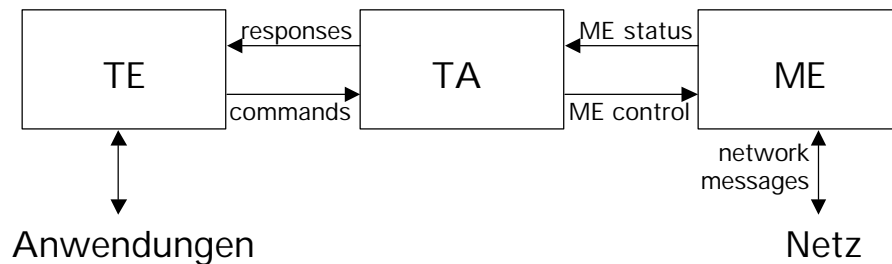 responses
ME status
TE
TA
ME
commands
ME control
network
messages
Anwendungen
Netz